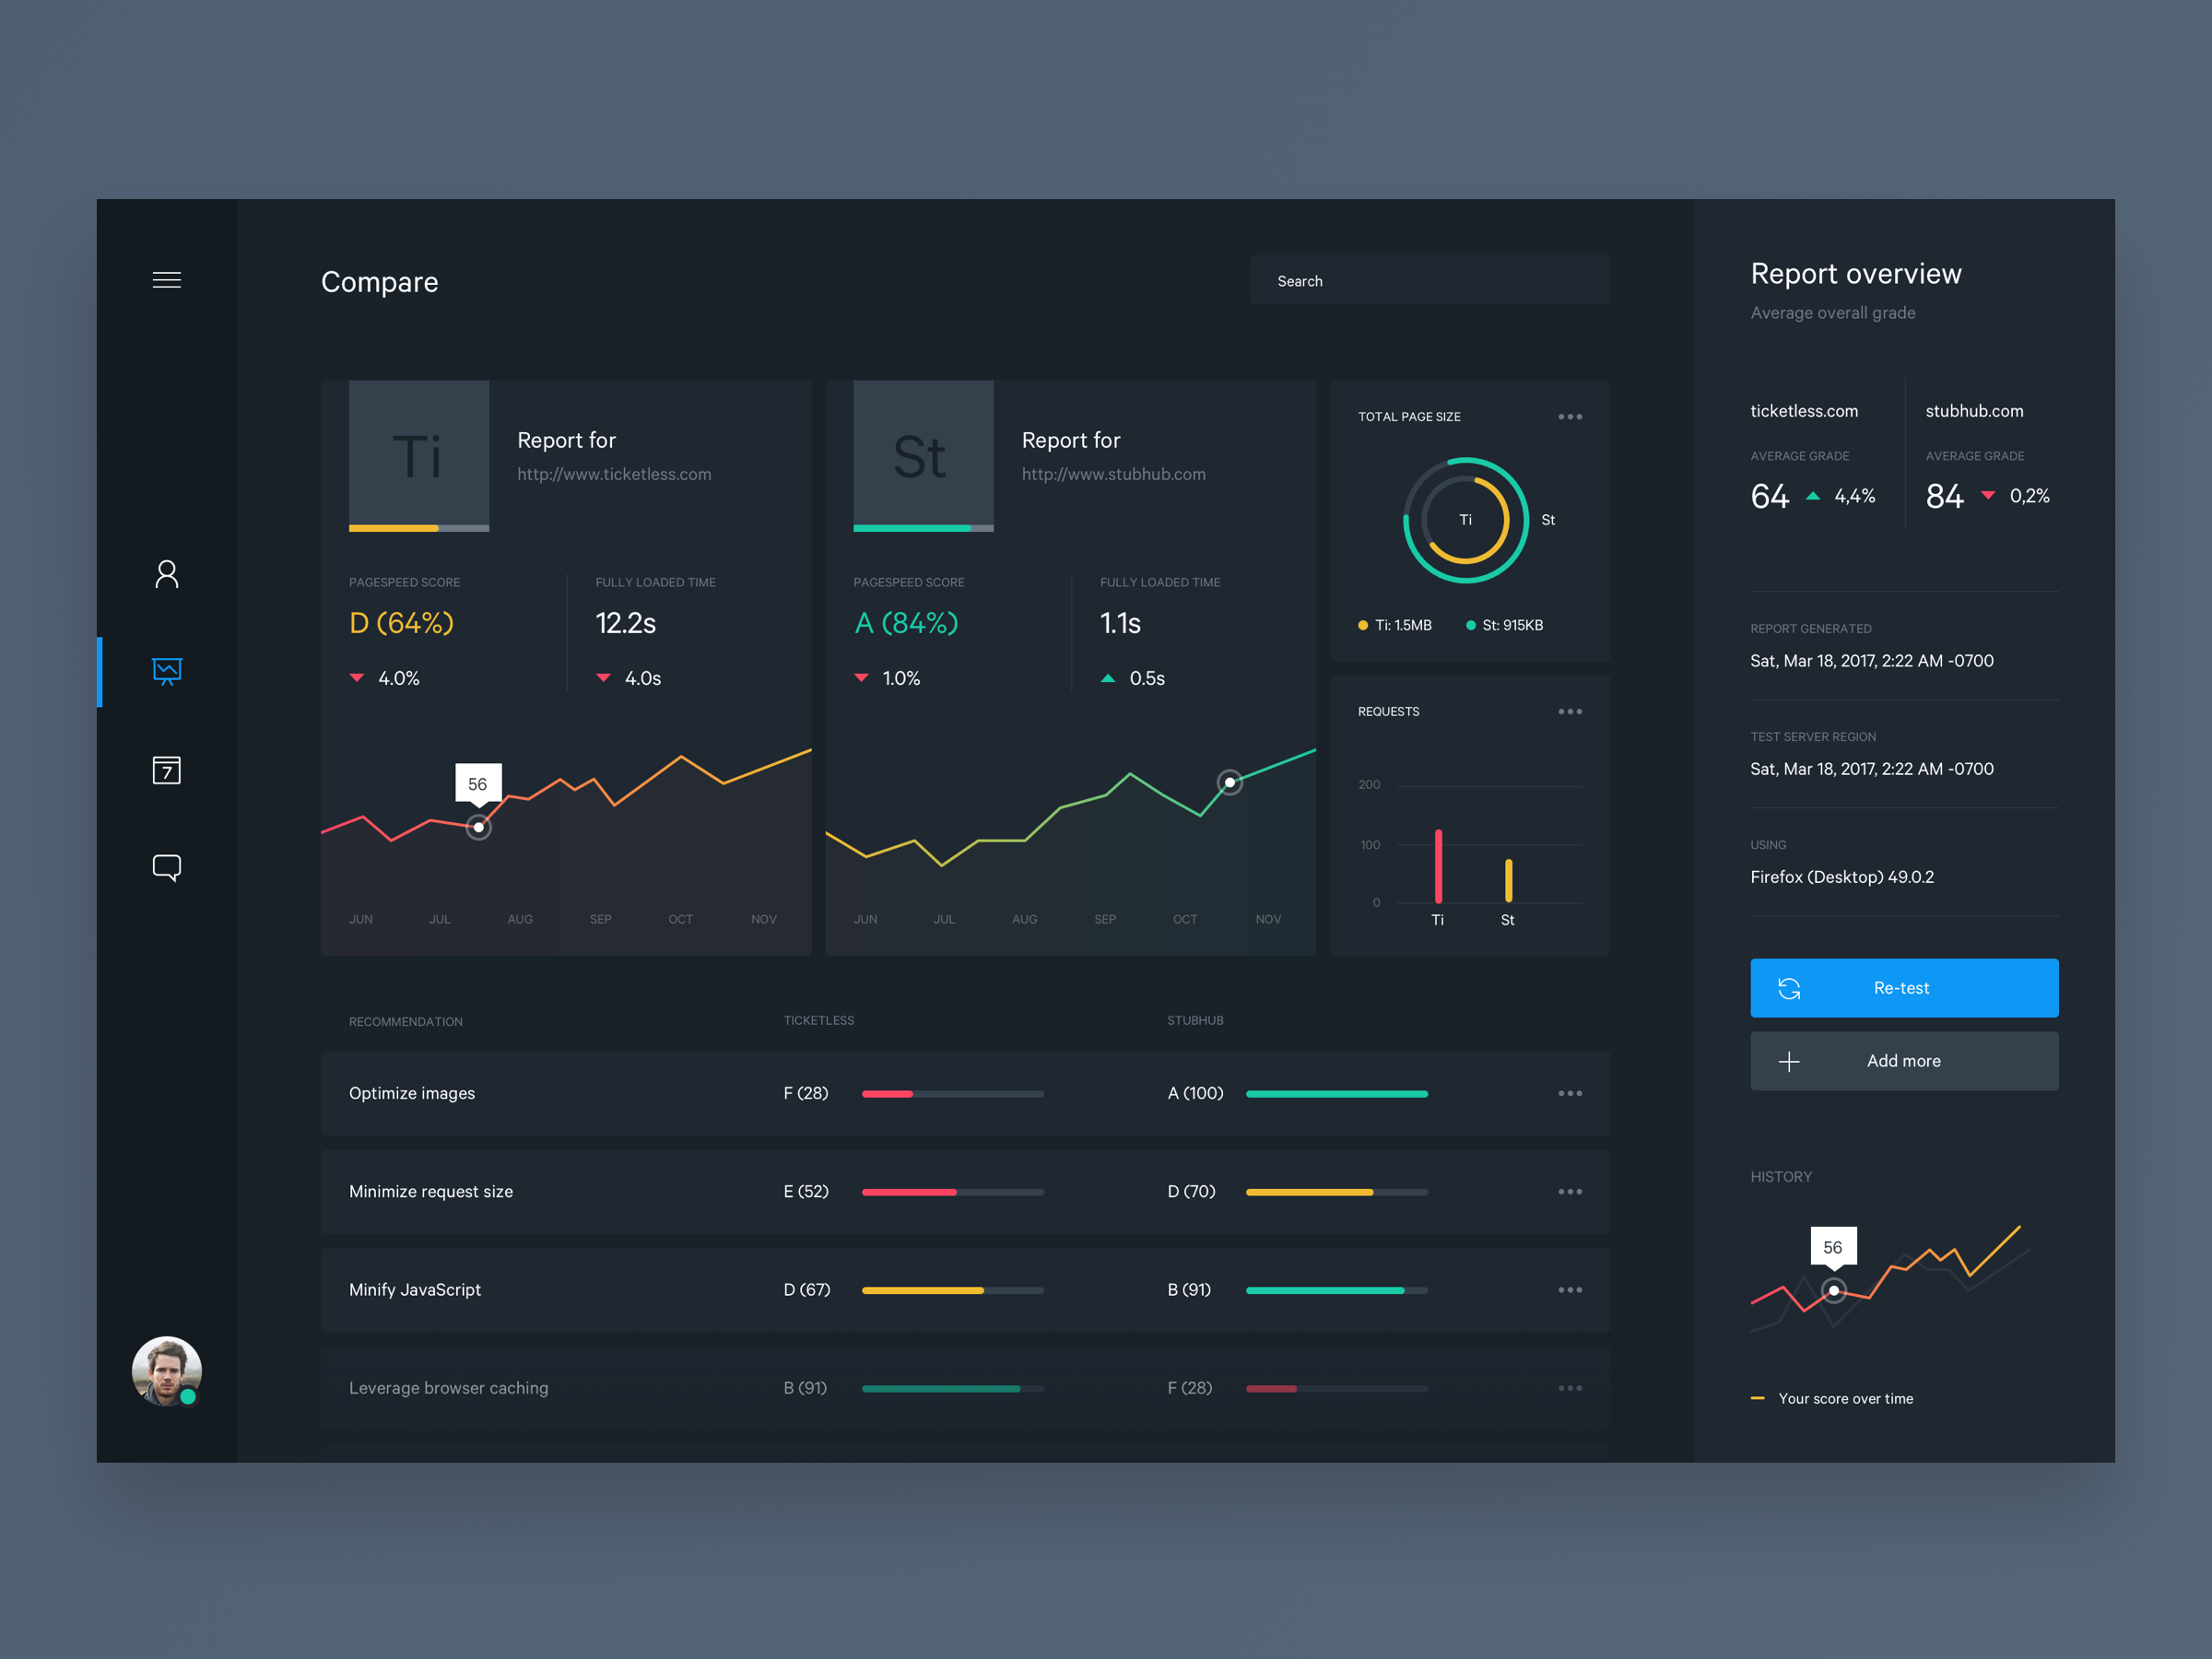 Compare
Search
Ti
Report for
http://www.ticketless.com
PAGESPEED SCORE
FULLY LOADED TIME
D (64%)
12.2s
4.0%
4.0s
56
JUN JUL AUG SEP OCT NOV
St
Report for
http://www.stubhub.com
PAGESPEED SCORE
FULLY LOADED TIME
A (84%)
1.1s
1.0%
0.5s
JUN JUL AUG SEP OCT NOV
TOTAL PAGE SIZE
Ti
St
Ti: 1.5MB
St: 915KB
REQUESTS
200
100
0
Ti St
7
RECOMMENDATION TICKETLESS STUBHUB
Optimize images F (28) A (100)
Minimize request size E (52) D (70)
Minify JavaScript D (67) B (91)
Leverage browser caching B (91) F (28)
Report overview
Average overall grade
ticketless.com
AVERAGE GRADE
64 4,4%
stubhub.com
AVERAGE GRADE
84 0,2%
REPORT GENERATED
Sat, Mar 18, 2017, 2:22 AM -0700
TEST SERVER REGION
Sat, Mar 18, 2017, 2:22 AM -0700
USING
Firefox (Desktop) 49.0.2
Re-test
Add more
HISTORY
56
Your score over time